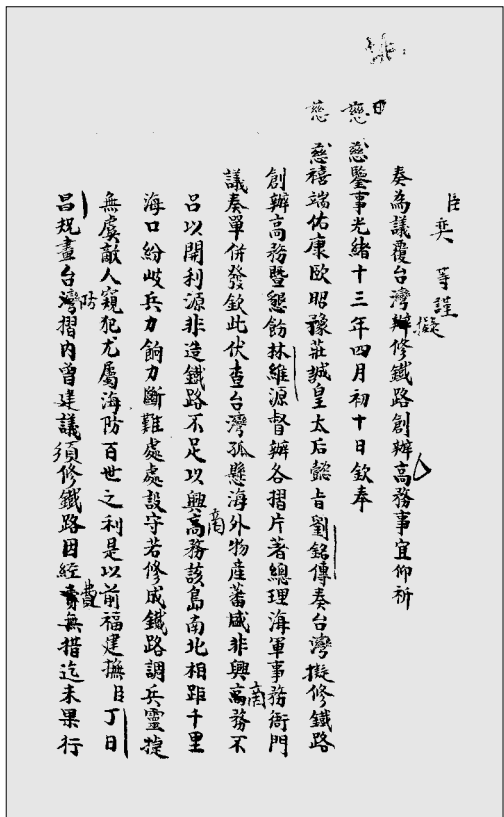 臣奕 等謹
奏為議覆台灣擬修鐵路創辦商務事宜仰祈
慈鑒事光緒十三年四月初十日欽奉
慈禧端佑康頤昭豫莊誠皇太后懿旨劉銘傳奏台灣擬修鐵路
創辦商務暨懇飭林維源督辦各摺片著總理海軍事務衙門
議奏單併發欽此伏查台灣孤懸海外物產蕃盛非興商務不
足以開利源非造鐵路不足以興商務該島南北相距千里
海口紛岐兵力餉力斷難處處設守若修成鐵路調兵靈捷
無虞敵人窺犯尤屬海防百世之利是以前福建撫臣丁日
昌規畫台防摺內曾建議須修鐵路因經費無措迄未果行